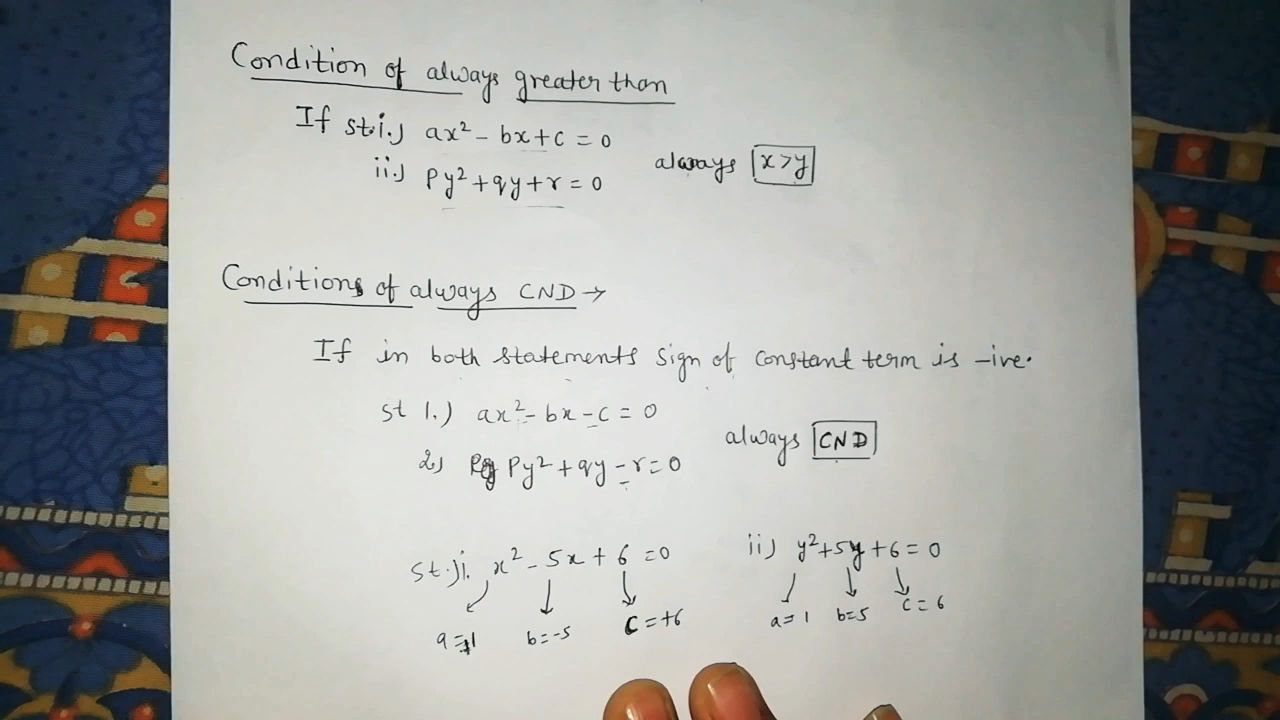 Condition of always greater than
If st.i.) ax² - bx + c = 0
ii.) py² + qy + r = 0
always x > y
Conditions of always CND →
If in both statements sign of constant term is -ive.
st 1.) ax² - bx - c = 0
2.) Py² + qy - r = 0
always CND
st.)i. x² - 5x + 6 = 0
a = +1 b = -5 c = +6
ii) y² + 5y + 6 = 0
a = 1 b = 5 c = 6